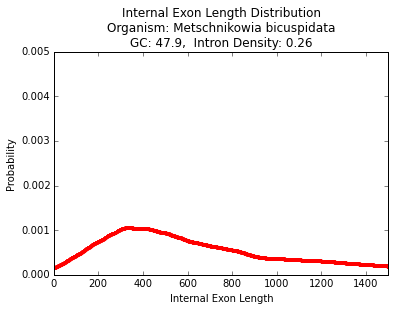 Internal Exon Length Distribution
Organism: Metschnikowia bicuspidata
GC: 47.9,  Intron Density: 0.26
0.005
0.004
0.003
0.002
0.001
0.000
Probability
0 200 400 600 800 1000 1200 1400
Internal Exon Length